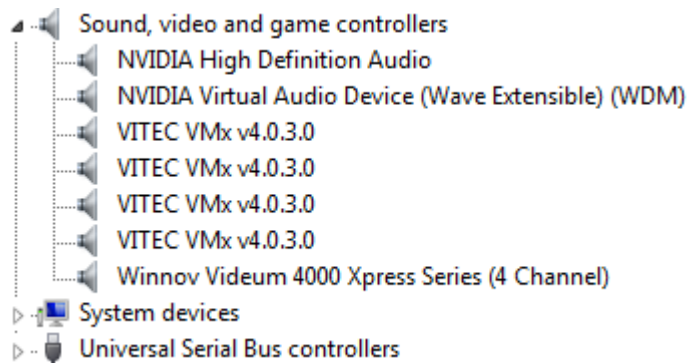 Sound, video and game controllers
NVIDIA High Definition Audio
NVIDIA Virtual Audio Device (Wave Extensible) (WDM)
VITEC VMx v4.0.3.0
VITEC VMx v4.0.3.0
VITEC VMx v4.0.3.0
VITEC VMx v4.0.3.0
Winnov Videum 4000 Xpress Series (4 Channel)
System devices
Universal Serial Bus controllers